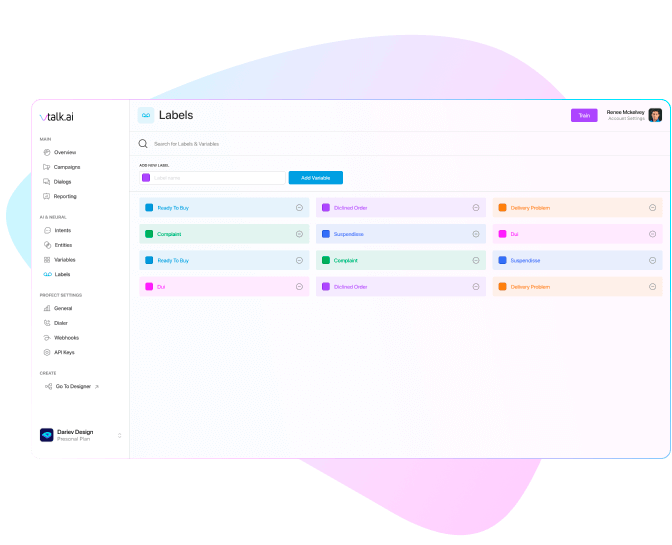 vtalk.ai
Labels
Train
Renee Mckelvey
Account Settings
MAIN
Overview
Campaigns
Dialogs
Reporting
AI & NEURAL
Intents
Entities
Variables
Labels
PROFECT SETTINGS
General
Dialer
Webhooks
API Keys
CREATE
Go To Designer
Dariev Design
Personal Plan
Search for Labels & Variables
ADD NEW LABEL
Label name
Add Variable
Ready To Buy
Diclined Order
Delivery Problem
Complaint
Suspendisse
Dui
Ready To Buy
Complaint
Suspendisse
Dui
Diclined Order
Delivery Problem